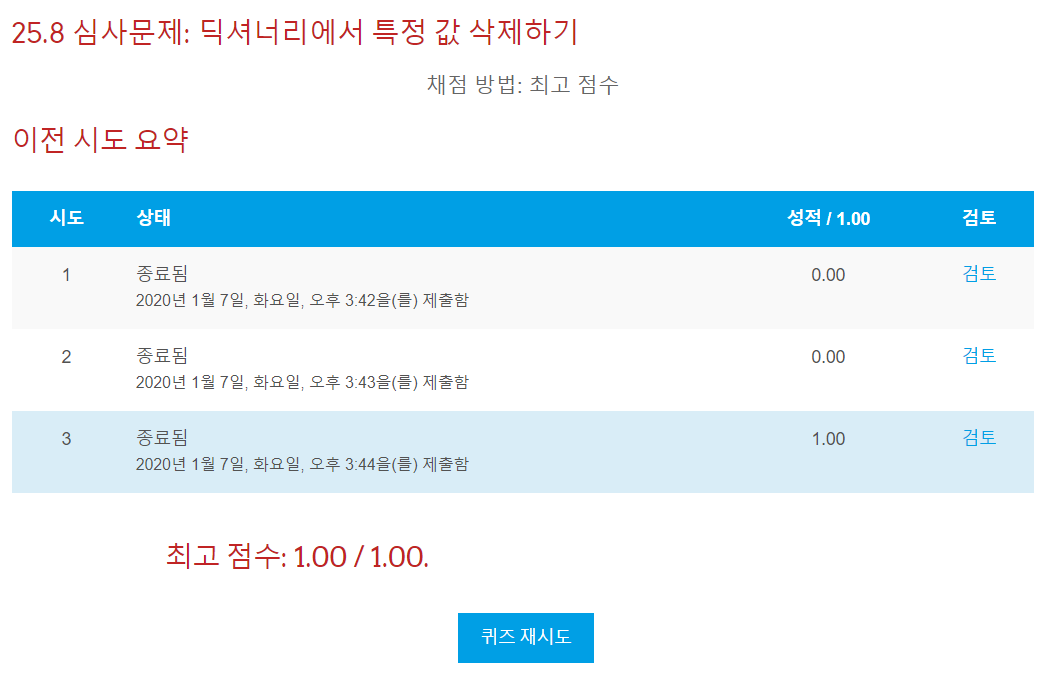 25.8 심사문제: 딕셔너리에서 특정 값 삭제하기
채점 방법: 최고 점수
이전 시도 요약
시도 상태 성적 / 1.00 검토
1 종료됨 0.00 검토
2020년 1월 7일, 화요일, 오후 3:42을(를) 제출함
2 종료됨 0.00 검토
2020년 1월 7일, 화요일, 오후 3:43을(를) 제출함
3 종료됨 1.00 검토
2020년 1월 7일, 화요일, 오후 3:44을(를) 제출함
최고 점수: 1.00 / 1.00.
퀴즈 재시도